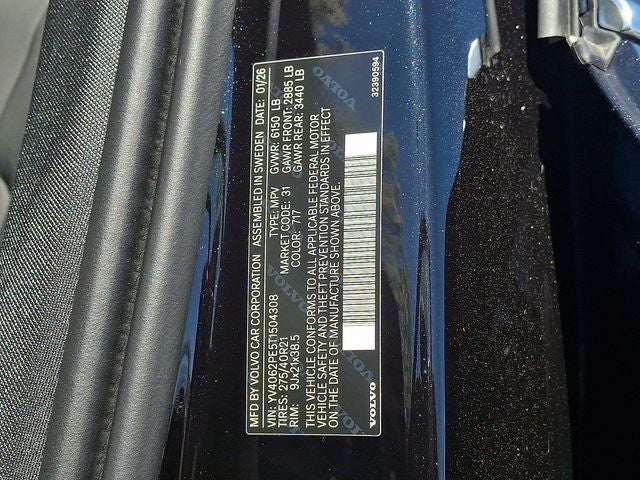 MFD BY VOLVO CAR CORPORATION ASSEMBLED IN SWEDEN DATE: 01/26
VIN: YV4062PE5T1504308 TYPE: MPV GVWR: 6150 LB
TIRES: 275/40R21 MARKET CODE: 31 GAWR FRONT: 2885 LB
RIM: 9Jx21x38.5 COLOR: 717 GAWR REAR: 3440 LB
THIS VEHICLE CONFORMS TO ALL APPLICABLE FEDERAL MOTOR
VEHICLE SAFETY AND THEFT PREVENTION STANDARDS IN EFFECT
ON THE DATE OF MANUFACTURE SHOWN ABOVE.
VOLVO
32390594